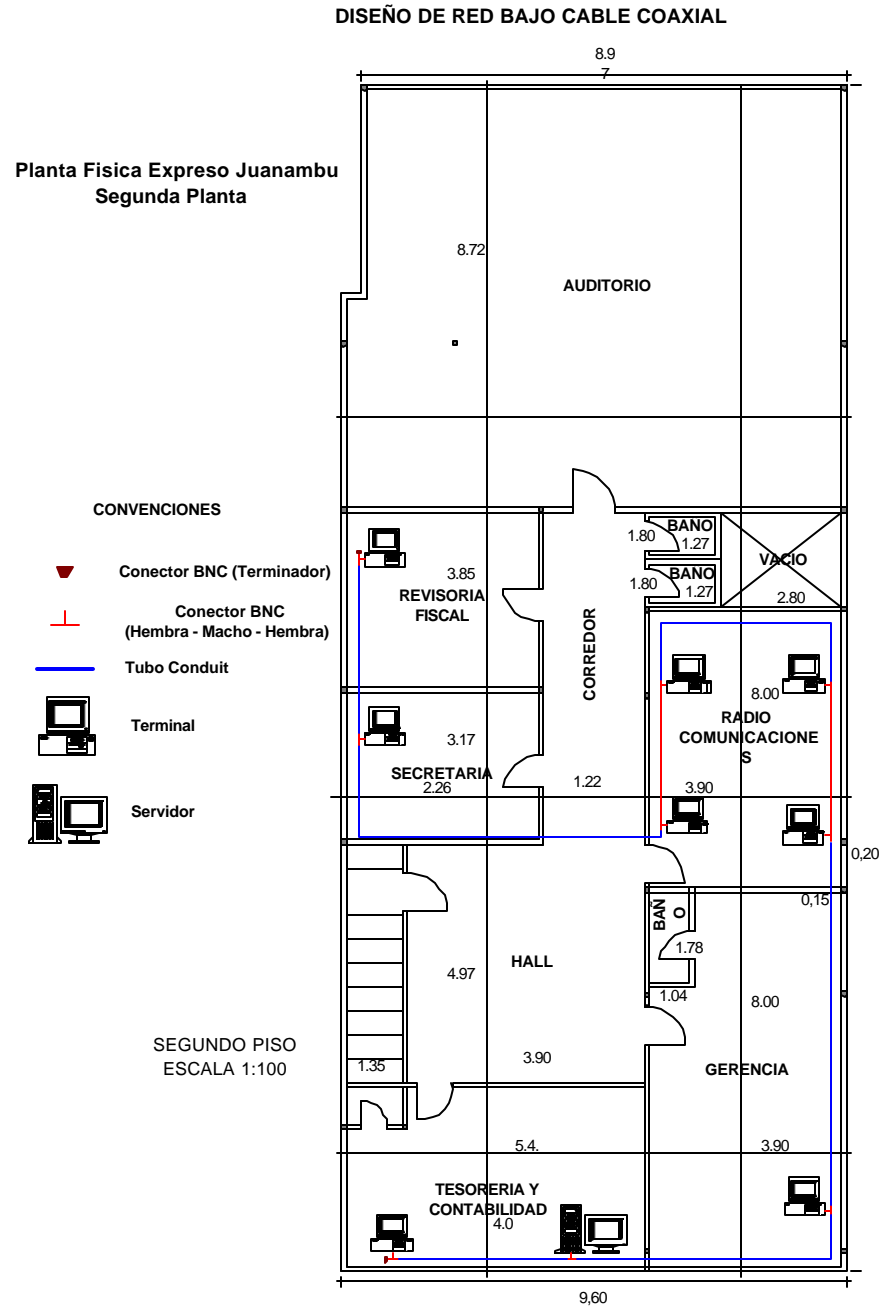 DISEÑO DE RED BAJO CABLE COAXIAL
8.9
7
Planta Fisica Expreso Juanambu
Segunda Planta
8.72
AUDITORIO
CONVENCIONES
Conector BNC (Terminador)
Conector BNC
(Hembra - Macho - Hembra)
Tubo Conduit
Terminal
Servidor
BANO
1.80
1.27
BANO
1.80
1.27
VACIO
2.80
3.85
REVISORIA
FISCAL
CORREDOR
8.00
RADIO
COMUNICACIONE
S
3.17
SECRETARIA
2.26
1.22
3.90
0,20
0,15
BAÑ
O
1.78
1.04
HALL
4.97
8.00
SEGUNDO PISO
ESCALA 1:100
1.35
3.90
GERENCIA
5.4.
3.90
TESORERIA Y
CONTABILIDAD
4.0
9,60